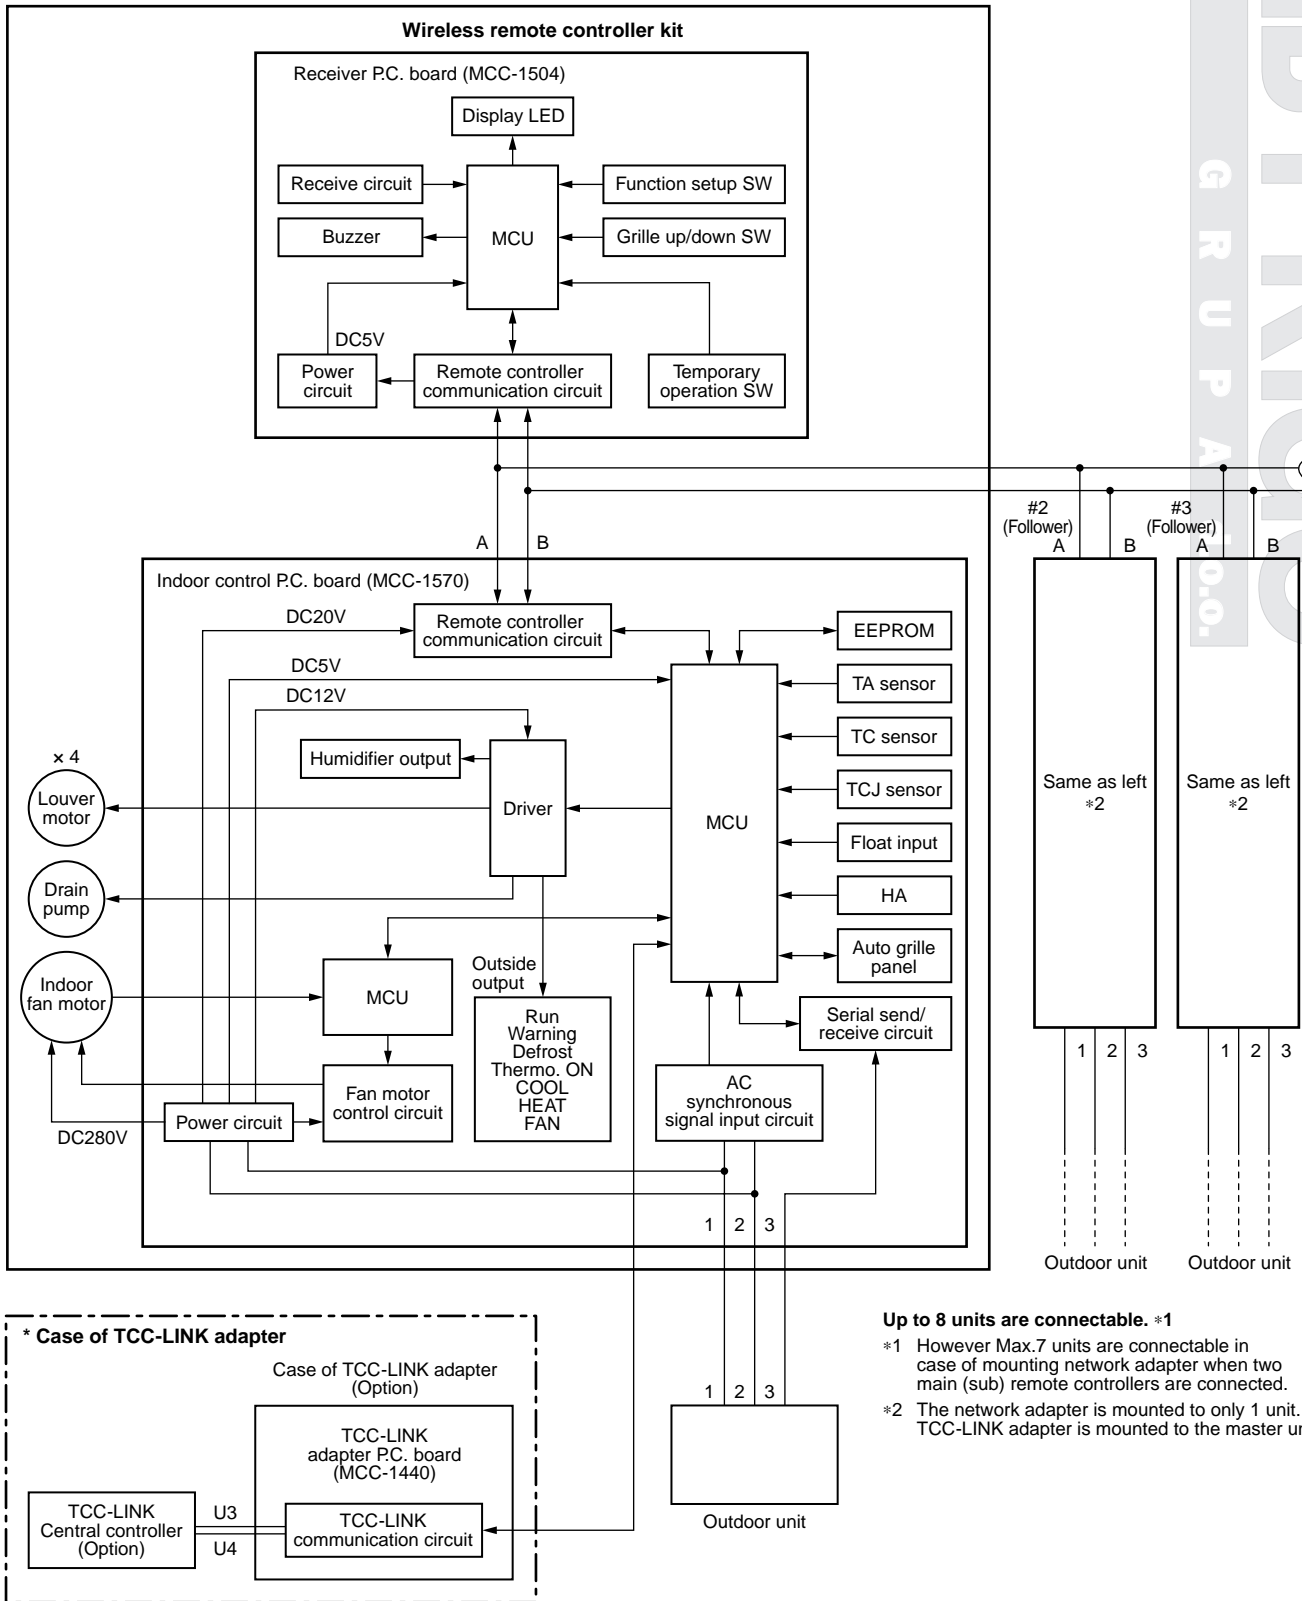 Wireless remote controller kit
Receiver P.C. board (MCC-1504)
Display LED
Receive circuit
Function setup SW
Buzzer
MCU
Grille up/down SW
DC5V
Power
circuit
Remote controller
communication circuit
Temporary
operation SW
#2
(Follower)
A
B
#3
(Follower)
A
B
A
B
Indoor control P.C. board (MCC-1570)
DC20V
Remote controller
communication circuit
EEPROM
DC5V
TA sensor
DC12V
TC sensor
Humidifier output
× 4
Louver
motor
Driver
MCU
TCJ sensor
Float input
HA
Auto grille
panel
Drain
pump
Outside
output
Indoor
fan motor
MCU
Run
Warning
Defrost
Thermo. ON
COOL
HEAT
FAN
Serial send/
receive circuit
AC
synchronous
signal input circuit
Fan motor
control circuit
Power circuit
DC280V
1 2 3
Same as left
*2
Same as left
*2
1 2 3
1 2 3
Outdoor unit
Outdoor unit
* Case of TCC-LINK adapter
Case of TCC-LINK adapter
(Option)
TCC-LINK
adapter P.C. board
(MCC-1440)
TCC-LINK
communication circuit
TCC-LINK
Central controller
(Option)
U3
U4
1 2 3
Outdoor unit
Up to 8 units are connectable. *1
*1 However Max.7 units are connectable in
case of mounting network adapter when two
main (sub) remote controllers are connected.
*2 The network adapter is mounted to only 1 unit.
TCC-LINK adapter is mounted to the master
GRUPA
o.o.